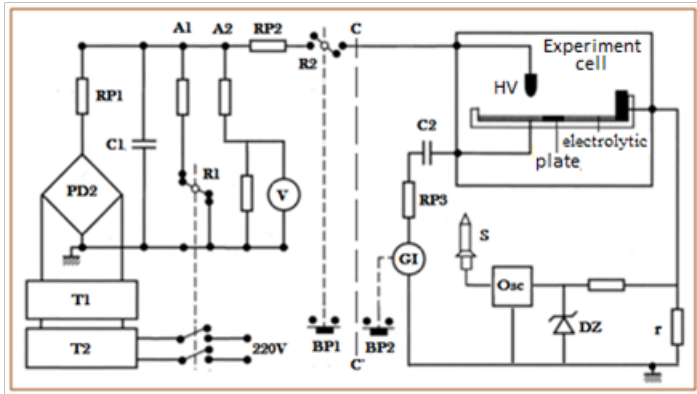 A1
A2
RP2
C
R2
Experiment
cell
HV
RP1
C1
C2
electrolytic
plate
PD2
R1
V
RP3
S
GI
Osc
T1
DZ
r
T2
220V
BP1
BP2
C'